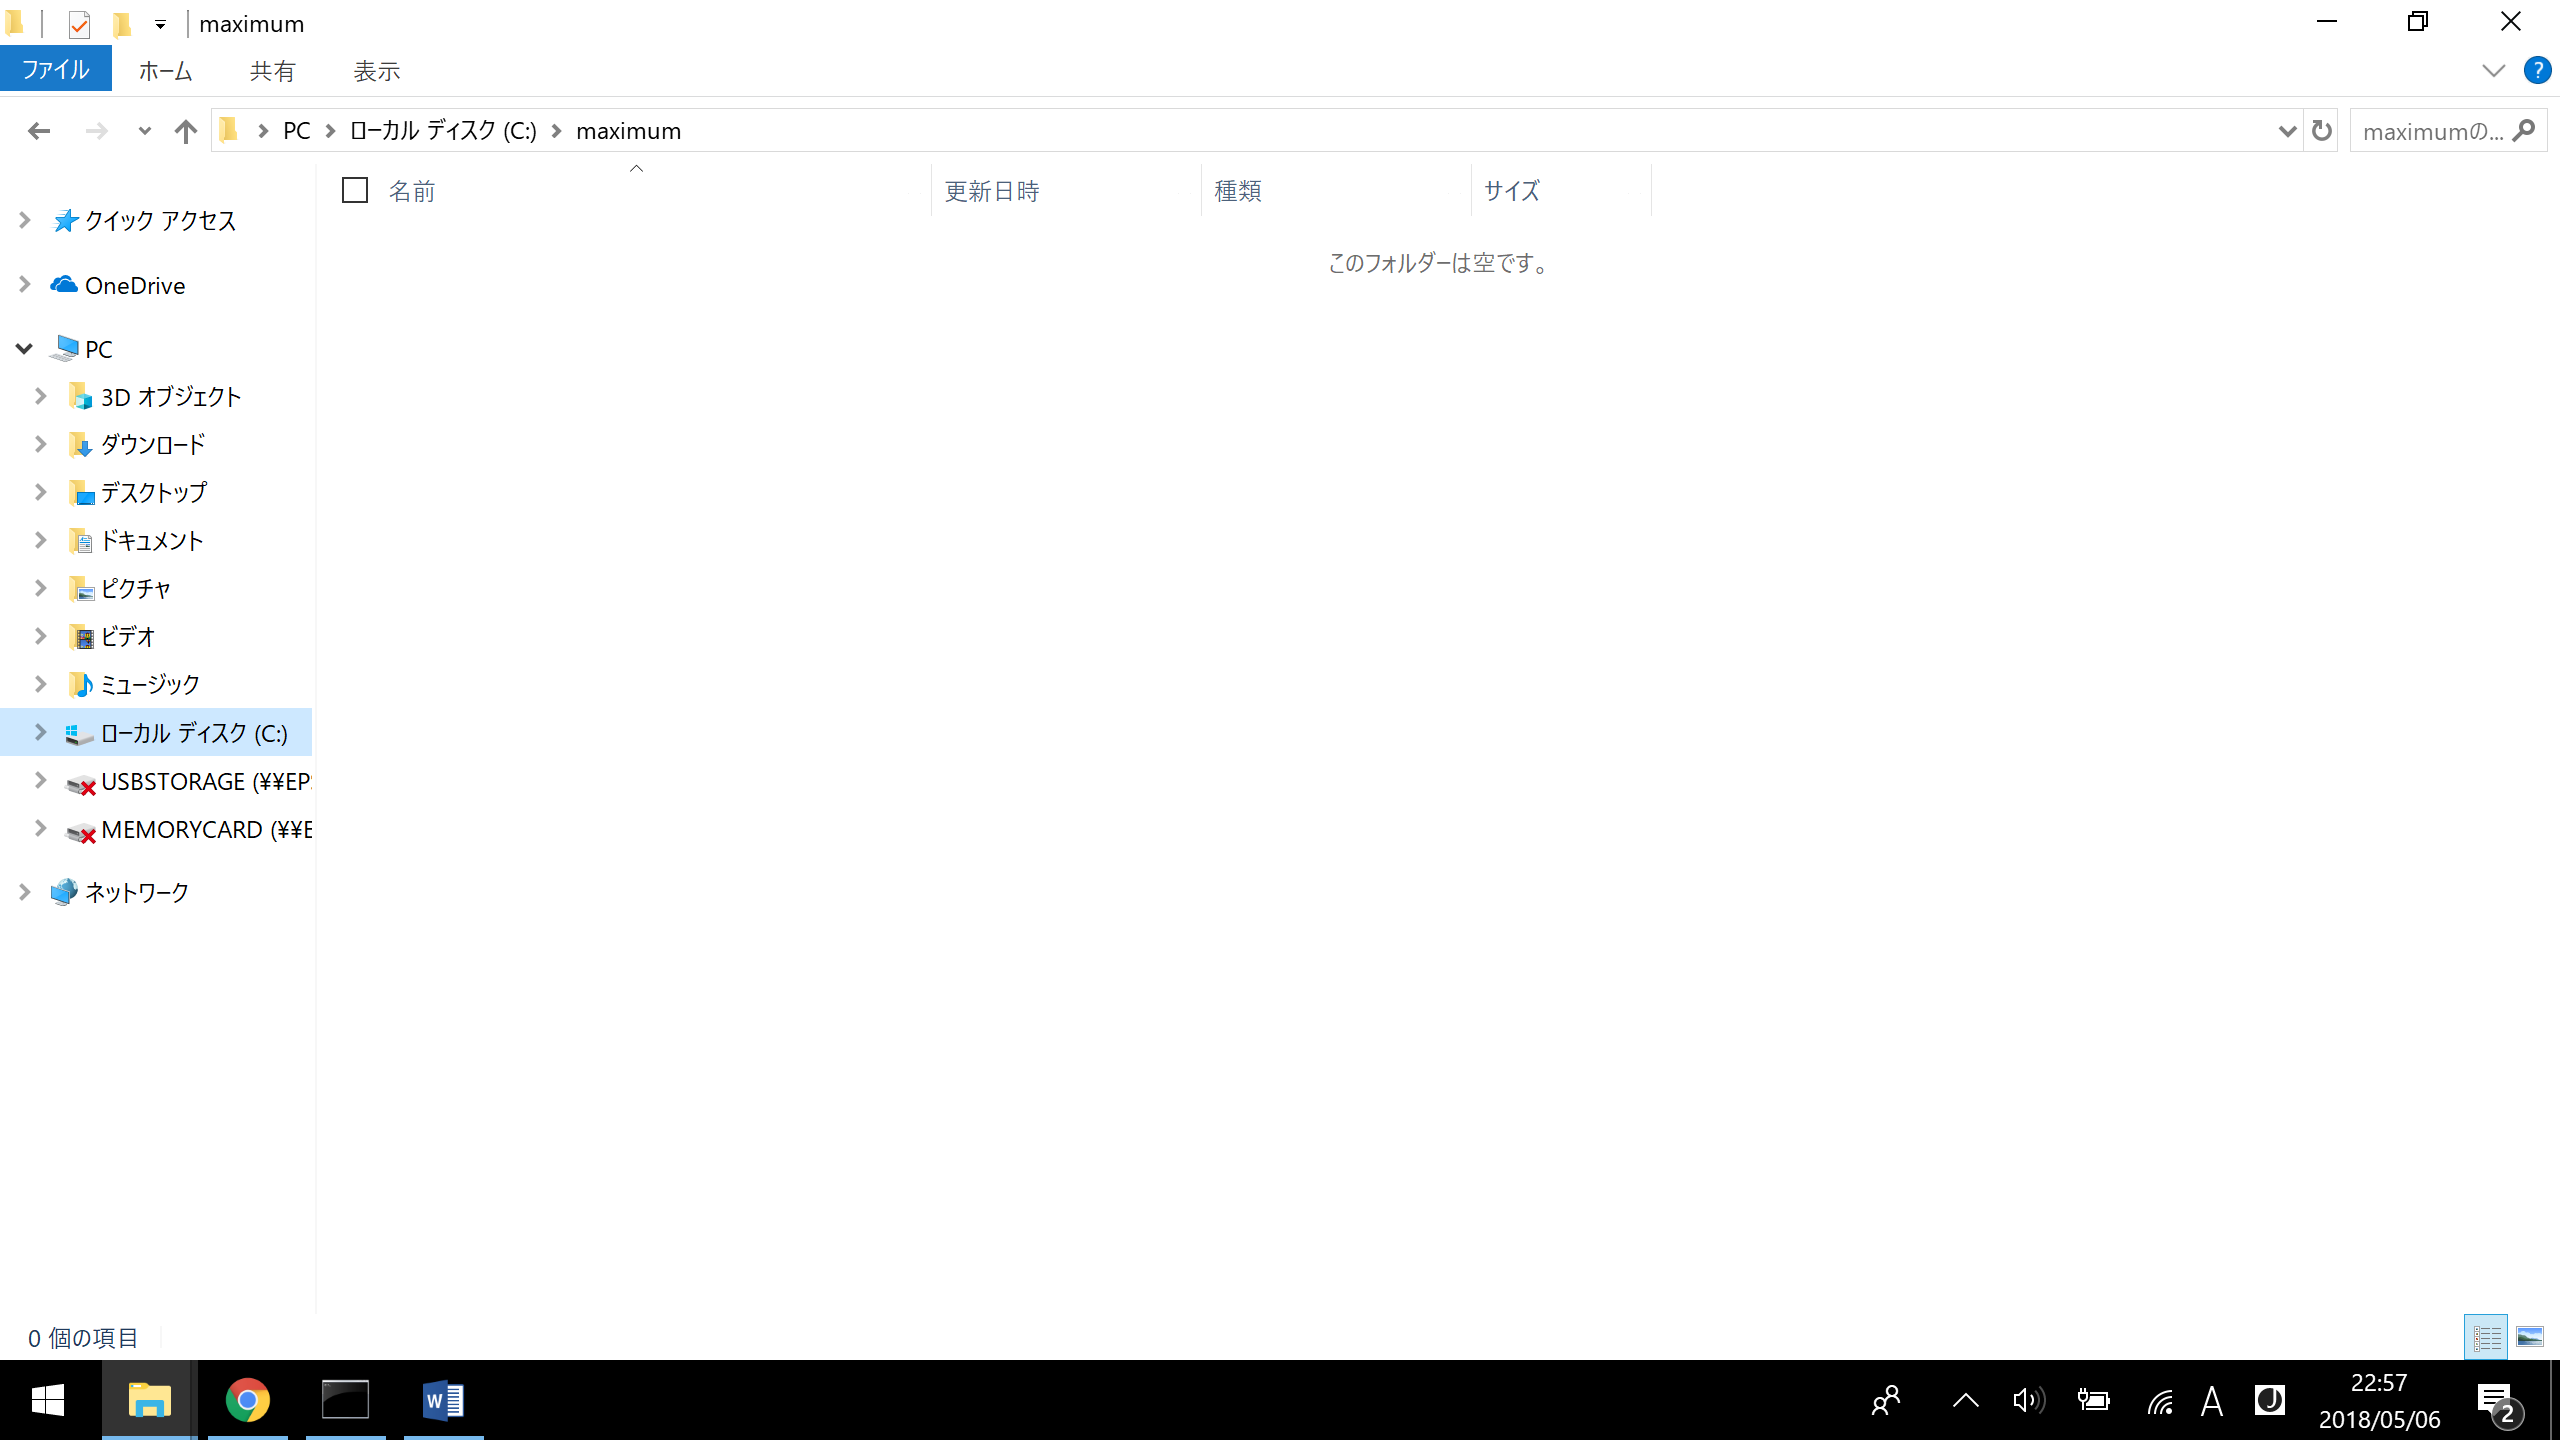 maximum
ファイル ホーム 共有 表示
PC ローカル ディスク (C:) maximum
maximumの...
名前 更新日時 種類 サイズ
このフォルダーは空です。
クイック アクセス
OneDrive
PC
3D オブジェクト
ダウンロード
デスクトップ
ドキュメント
ピクチャ
ビデオ
ミュージック
ローカル ディスク (C:)
USBSTORAGE (¥¥EP
MEMORYCARD (¥¥E
ネットワーク
0 個の項目
A
22:57
2018/05/06
2